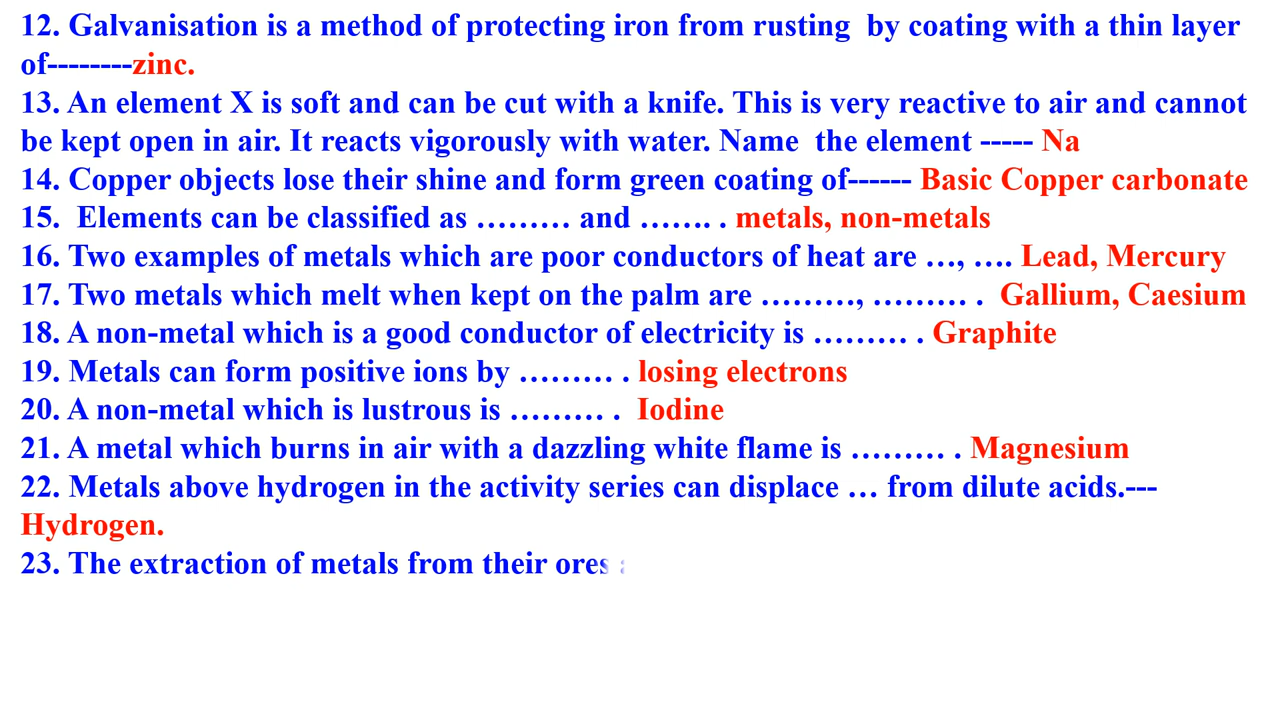 12. Galvanisation is a method of protecting iron from rusting  by coating with a thin layer
of--------zinc.
13. An element X is soft and can be cut with a knife. This is very reactive to air and cannot
be kept open in air. It reacts vigorously with water. Name  the element ----- Na
14. Copper objects lose their shine and form green coating of------ Basic Copper carbonate
15.  Elements can be classified as ……… and ……. . metals, non-metals
16. Two examples of metals which are poor conductors of heat are …, …. Lead, Mercury
17. Two metals which melt when kept on the palm are ………, ……… .  Gallium, Caesium
18. A non-metal which is a good conductor of electricity is ……… . Graphite
19. Metals can form positive ions by ……… . losing electrons
20. A non-metal which is lustrous is ……… .  Iodine
21. A metal which burns in air with a dazzling white flame is ……… . Magnesium
22. Metals above hydrogen in the activity series can displace … from dilute acids.---
Hydrogen.
23. The extraction of metals from their ores